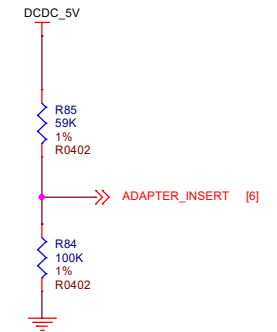 DCDC_5V
R85
59K
1%
R0402
ADAPTER_INSERT [6]
R84
100K
1%
R0402